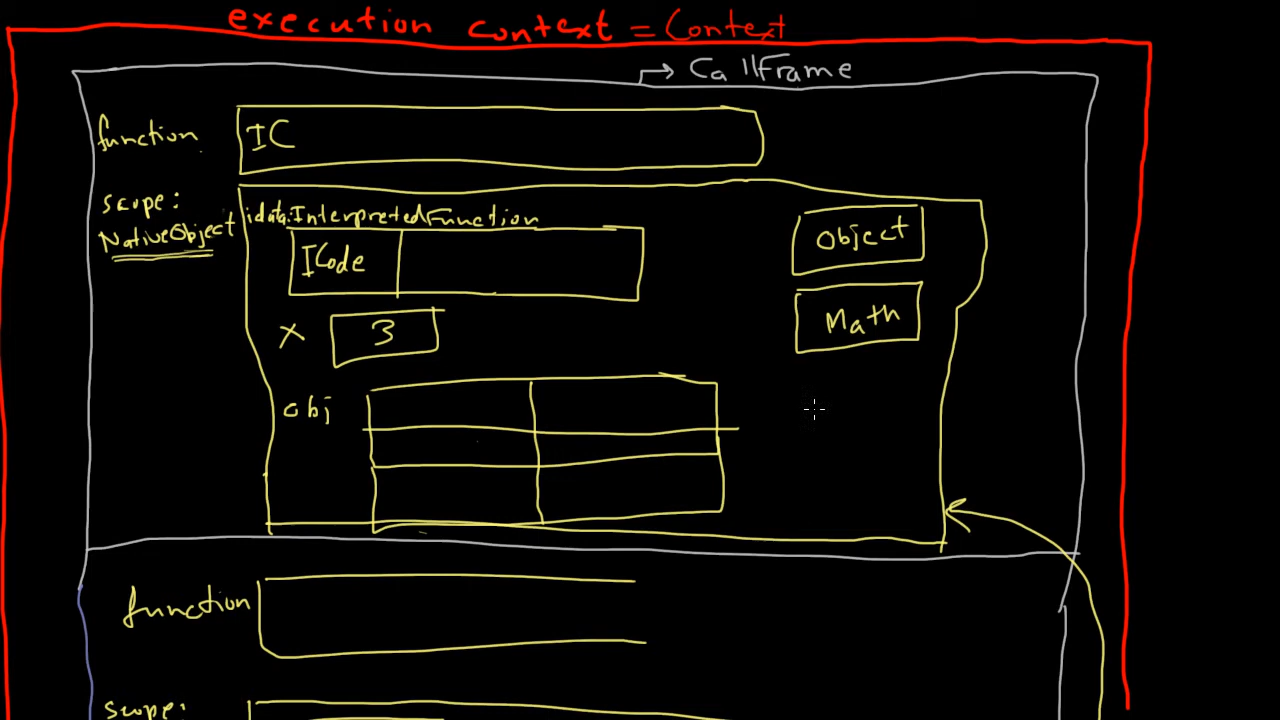 execution context = Context
CallFrame
function
IC
scope:
NativeObject
idata:InterpretedFunction
Object
ICode
Math
x
3
obj
function
scope: